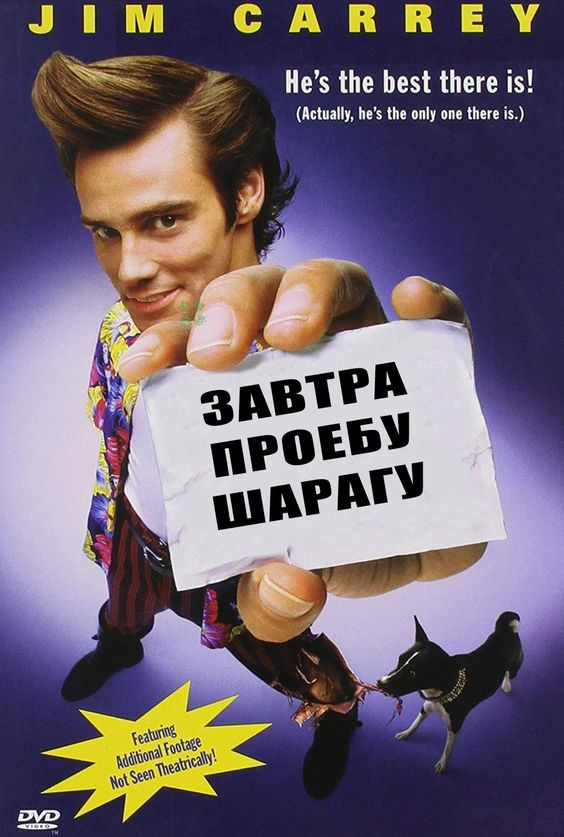 JIM CARREY
He's the best there is!
(Actually, he's the only one there is.)
ЗАВТРА
ПРОЕБУ
ШАРАГУ
Featuring
Additional Footage
Not Seen Theatrically!
DVD
VIDEO
TM